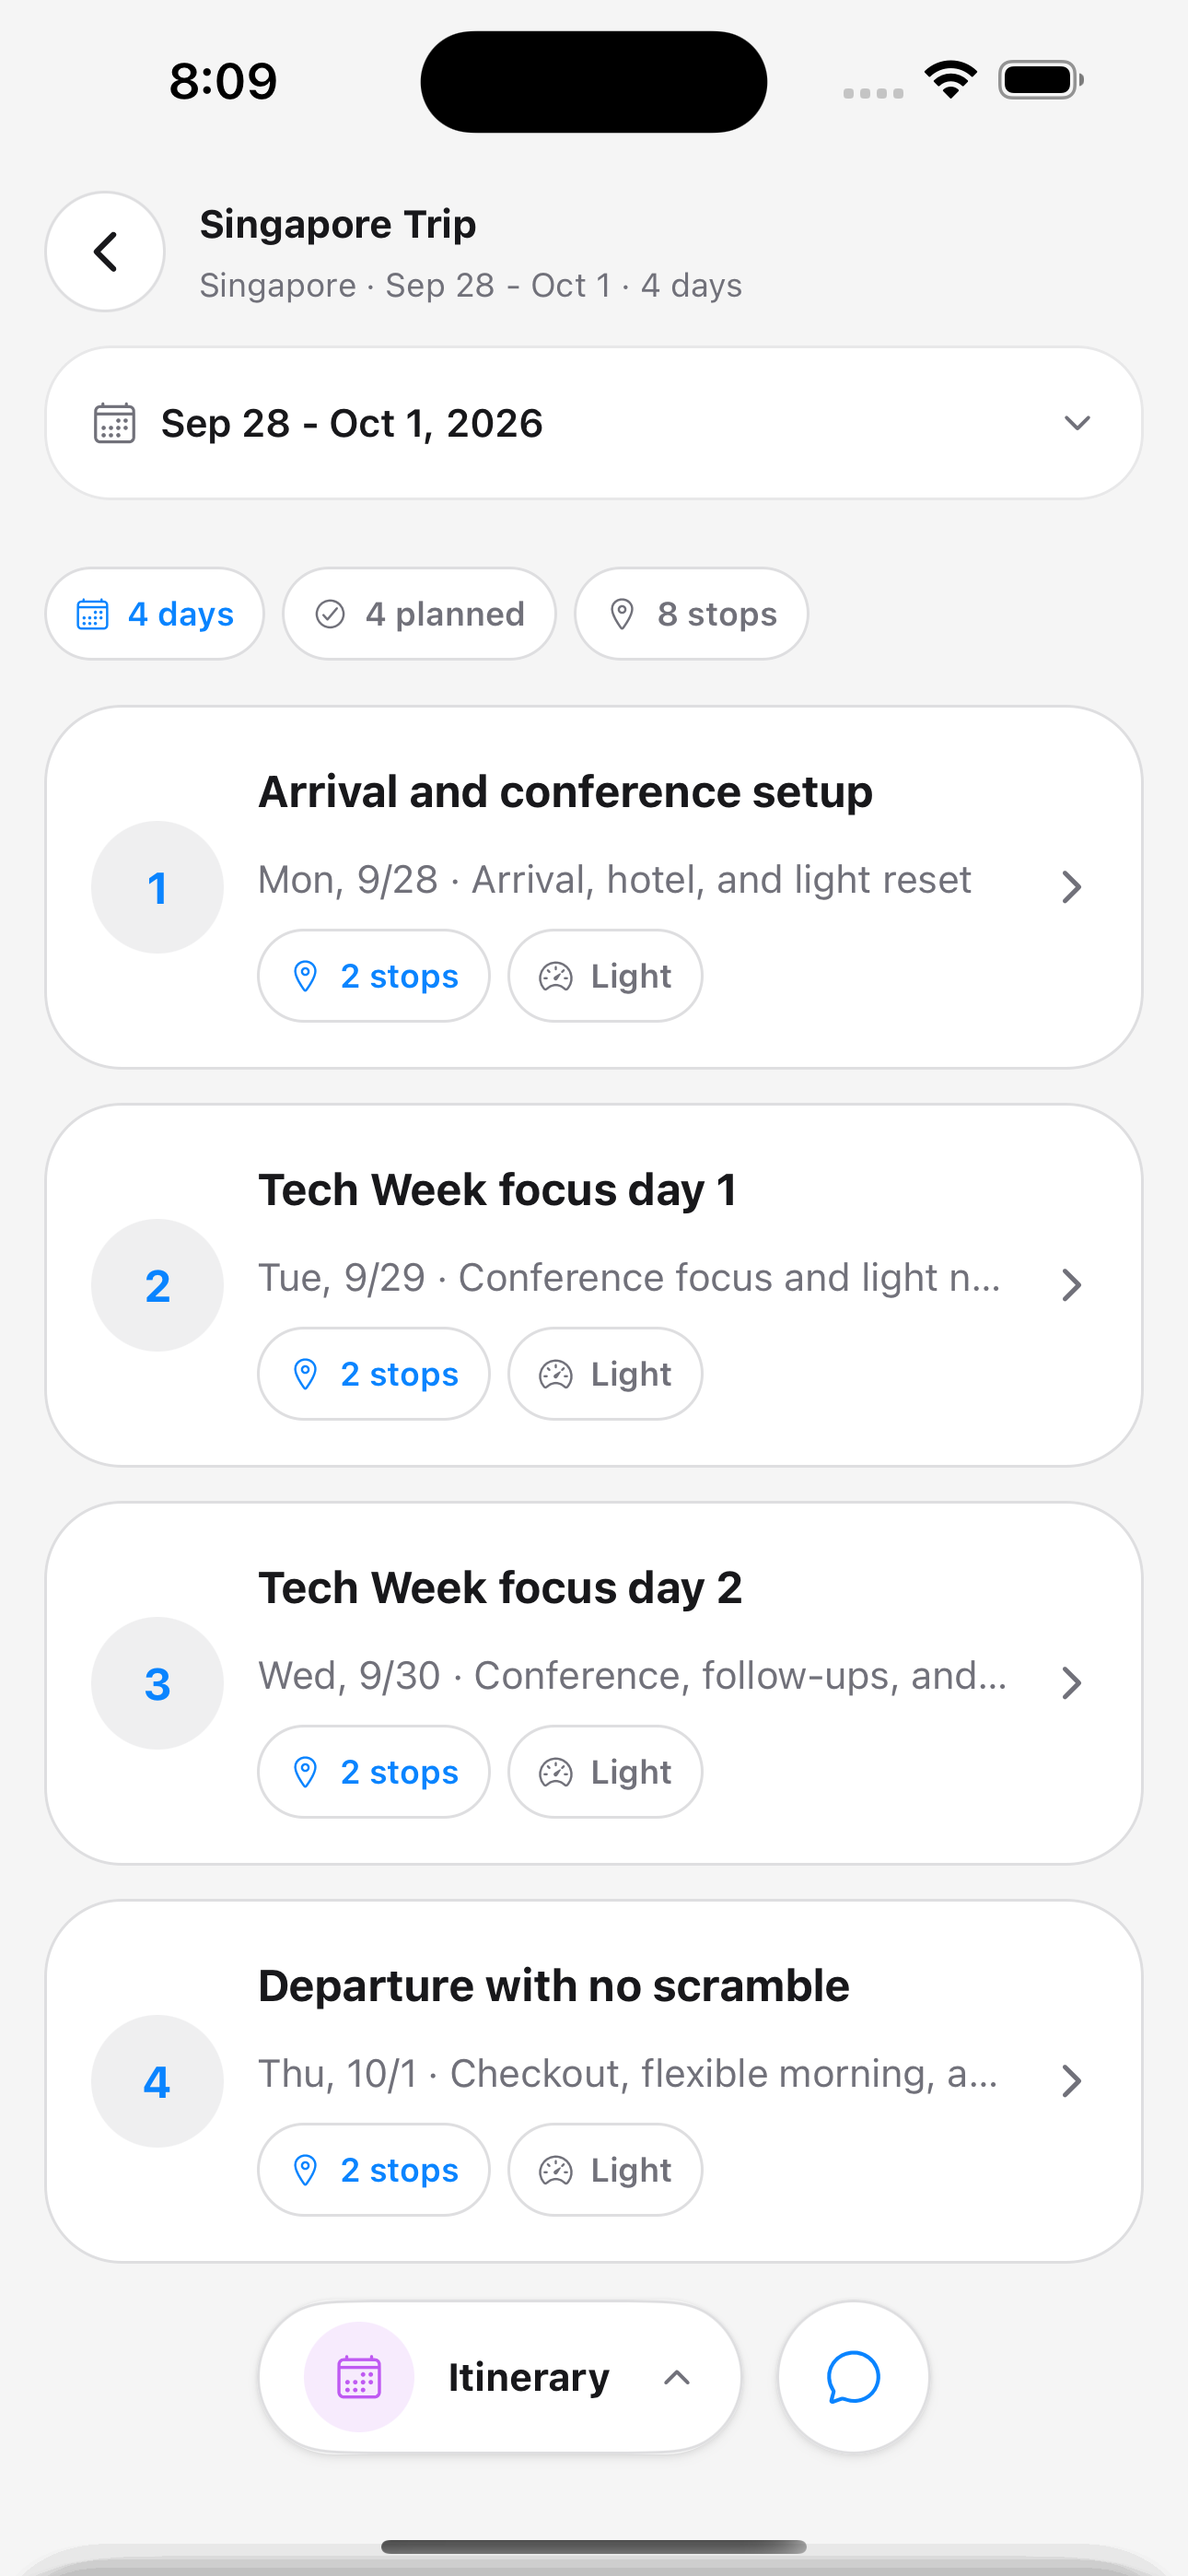 8:09
Singapore Trip
Singapore · Sep 28 - Oct 1 · 4 days
Sep 28 - Oct 1, 2026
4 days
4 planned
8 stops
Arrival and conference setup
1
Mon, 9/28 · Arrival, hotel, and light reset
2 stops
Light
Tech Week focus day 1
2
Tue, 9/29 · Conference focus and light n...
2 stops
Light
Tech Week focus day 2
3
Wed, 9/30 · Conference, follow-ups, and...
2 stops
Light
Departure with no scramble
4
Thu, 10/1 · Checkout, flexible morning, a...
2 stops
Light
Itinerary